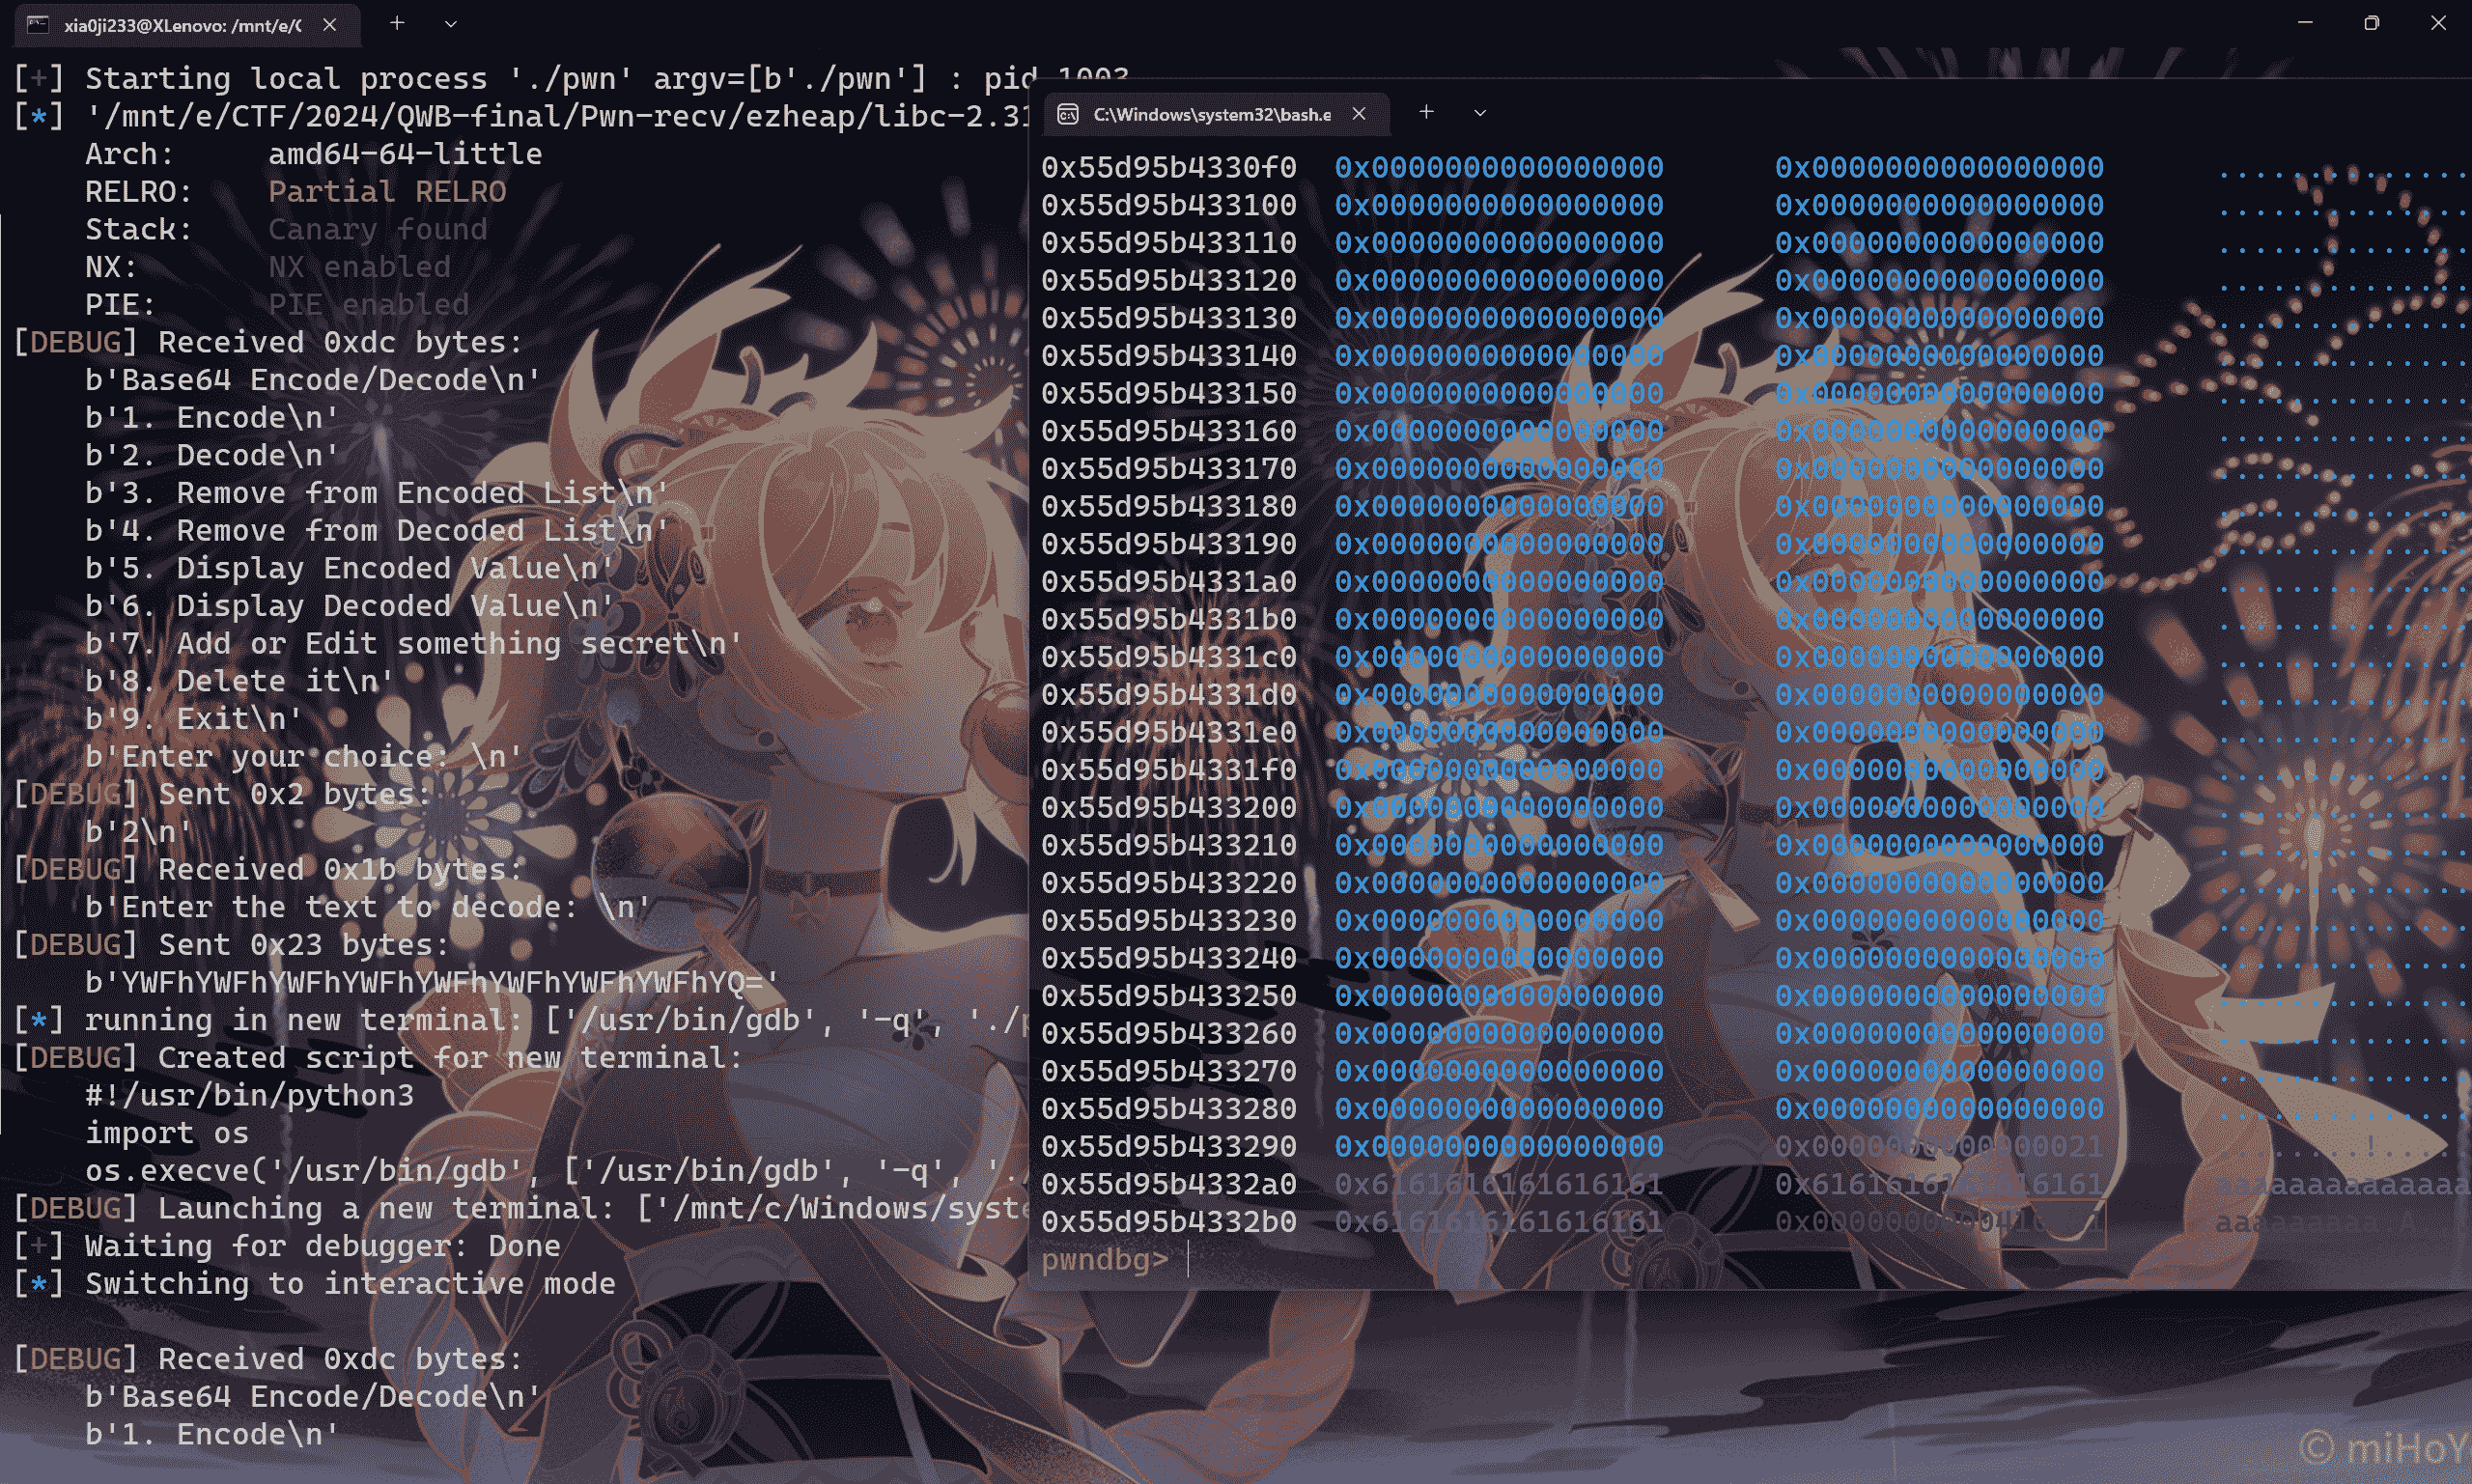 xia0ji233@XLenovo: /mnt/e/C
[+] Starting local process './pwn' argv=[b'./pwn'] : pid 1003
[*] '/mnt/e/CTF/2024/QWB-final/Pwn-recv/ezheap/libc-2.31
Arch: amd64-64-little
RELRO: Partial RELRO
Stack: Canary found
NX: NX enabled
PIE: PIE enabled
[DEBUG] Received 0xdc bytes:
b'Base64 Encode/Decode\n'
b'1. Encode\n'
b'2. Decode\n'
b'3. Remove from Encoded List\n'
b'4. Remove from Decoded List\n'
b'5. Display Encoded Value\n'
b'6. Display Decoded Value\n'
b'7. Add or Edit something secret\n'
b'8. Delete it\n'
b'9. Exit\n'
b'Enter your choice: \n'
[DEBUG] Sent 0x2 bytes:
b'2\n'
[DEBUG] Received 0x1b bytes:
b'Enter the text to decode: \n'
[DEBUG] Sent 0x23 bytes:
b'YWFhYWFhYWFhYWFhYWFhYWFhYWFhYWFhYQ='
[*] running in new terminal: ['/usr/bin/gdb', '-q', './p
[DEBUG] Created script for new terminal:
#!/usr/bin/python3
import os
os.execve('/usr/bin/gdb', ['/usr/bin/gdb', '-q', './
[DEBUG] Launching a new terminal: ['/mnt/c/Windows/syste
[+] Waiting for debugger: Done
[*] Switching to interactive mode
[DEBUG] Received 0xdc bytes:
b'Base64 Encode/Decode\n'
b'1. Encode\n'
C:\Windows\system32\bash.e
0x55d95b4330f0 0x0000000000000000 0x0000000000000000 ..............
0x55d95b433100 0x0000000000000000 0x0000000000000000 ..............
0x55d95b433110 0x0000000000000000 0x0000000000000000 ..............
0x55d95b433120 0x0000000000000000 0x0000000000000000 ..............
0x55d95b433130 0x0000000000000000 0x0000000000000000 ..............
0x55d95b433140 0x0000000000000000 0x0000000000000000 ..............
0x55d95b433150 0x0000000000000000 0x0000000000000000 ..............
0x55d95b433160 0x0000000000000000 0x0000000000000000 ..............
0x55d95b433170 0x0000000000000000 0x0000000000000000 ..............
0x55d95b433180 0x0000000000000000 0x0000000000000000 ..............
0x55d95b433190 0x0000000000000000 0x0000000000000000 ..............
0x55d95b4331a0 0x0000000000000000 0x0000000000000000 ..............
0x55d95b4331b0 0x0000000000000000 0x0000000000000000 ..............
0x55d95b4331c0 0x0000000000000000 0x0000000000000000 ..............
0x55d95b4331d0 0x0000000000000000 0x0000000000000000 ..............
0x55d95b4331e0 0x0000000000000000 0x0000000000000000 ..............
0x55d95b4331f0 0x0000000000000000 0x0000000000000000 ..............
0x55d95b433200 0x0000000000000000 0x0000000000000000 ..............
0x55d95b433210 0x0000000000000000 0x0000000000000000 ..............
0x55d95b433220 0x0000000000000000 0x0000000000000000 ..............
0x55d95b433230 0x0000000000000000 0x0000000000000000 ..............
0x55d95b433240 0x0000000000000000 0x0000000000000000 ..............
0x55d95b433250 0x0000000000000000 0x0000000000000000 ..............
0x55d95b433260 0x0000000000000000 0x0000000000000000 ..............
0x55d95b433270 0x0000000000000000 0x0000000000000000 ..............
0x55d95b433280 0x0000000000000000 0x0000000000000000 ..............
0x55d95b433290 0x0000000000000000 0x0000000000000021 ........!.....
0x55d95b4332a0 0x6161616161616161 0x6161616161616161 aaaaaaaaaaaaaa
0x55d95b4332b0 0x6161616161616161 aaaaaaaaa.A
pwndbg>
© miHoY